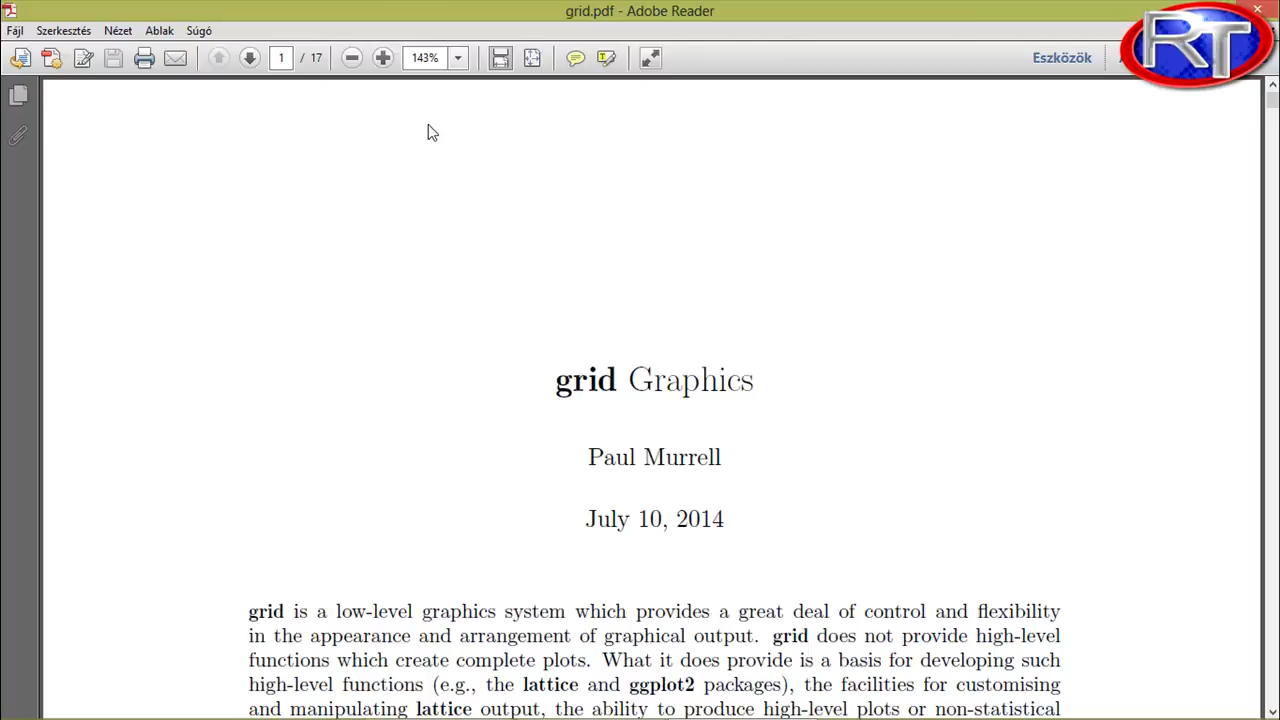 grid.pdf - Adobe Reader
Fájl Szerkesztés Nézet Ablak Súgó
1 / 17 143% Eszközök
RT
grid Graphics
Paul Murrell
July 10, 2014
grid is a low-level graphics system which provides a great deal of control and flexibility
in the appearance and arrangement of graphical output. grid does not provide high-level
functions which create complete plots. What it does provide is a basis for developing such
high-level functions (e.g., the lattice and ggplot2 packages), the facilities for customising
and manipulating lattice output, the ability to produce high-level plots or non-statistical